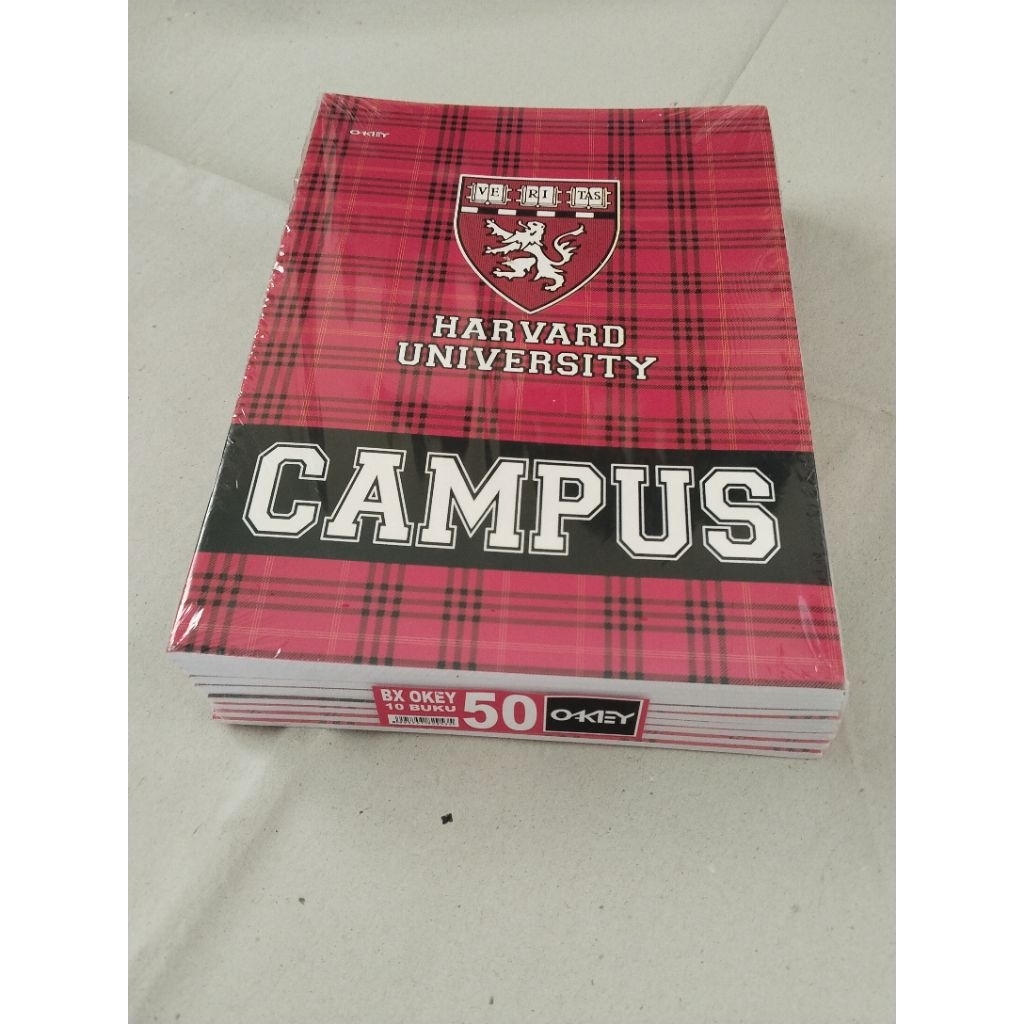 OKEY
VE RI TAS
HARVARD
UNIVERSITY
CAMPUS
BX OKEY
10 BUKU
50
OKEY